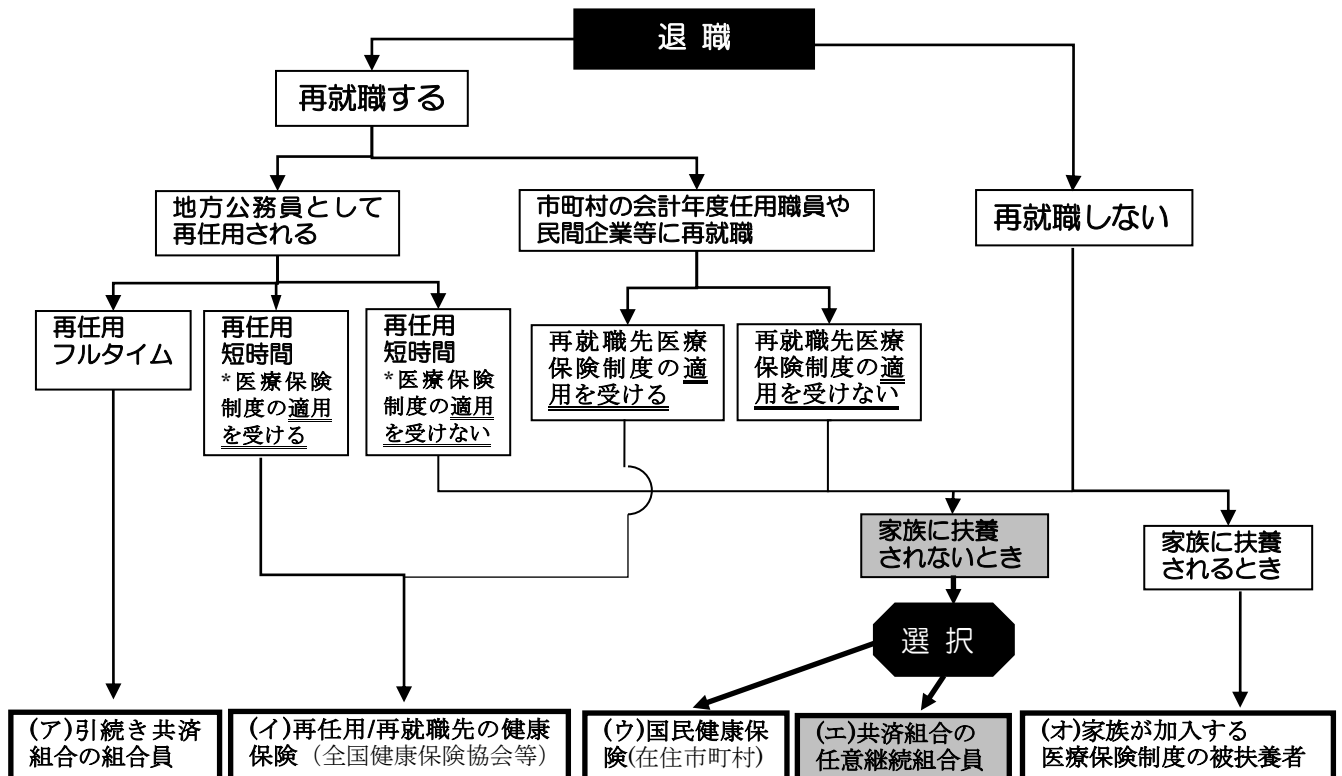 退 職
再就職する
地方公務員として
再任用される
市町村の会計年度任用職員や
民間企業等に再就職
再就職しない
再任用
フルタイム
再任用
短時間
*医療保険
制度の適用
を受ける
再任用
短時間
*医療保険
制度の適用
を受けない
再就職先医療
保険制度の適
用を受ける
再就職先医療
保険制度の適
用を受けない
家族に扶養
されないとき
家族に扶養
されるとき
選 択
(ア)引続き共済
組合の組合員
(イ)再任用/再就職先の健康
保険（全国健康保険協会等）
(ウ)国民健康保
険(在住市町村)
(エ)共済組合の
任意継続組合員
(オ)家族が加入する
医療保険制度の被扶養者